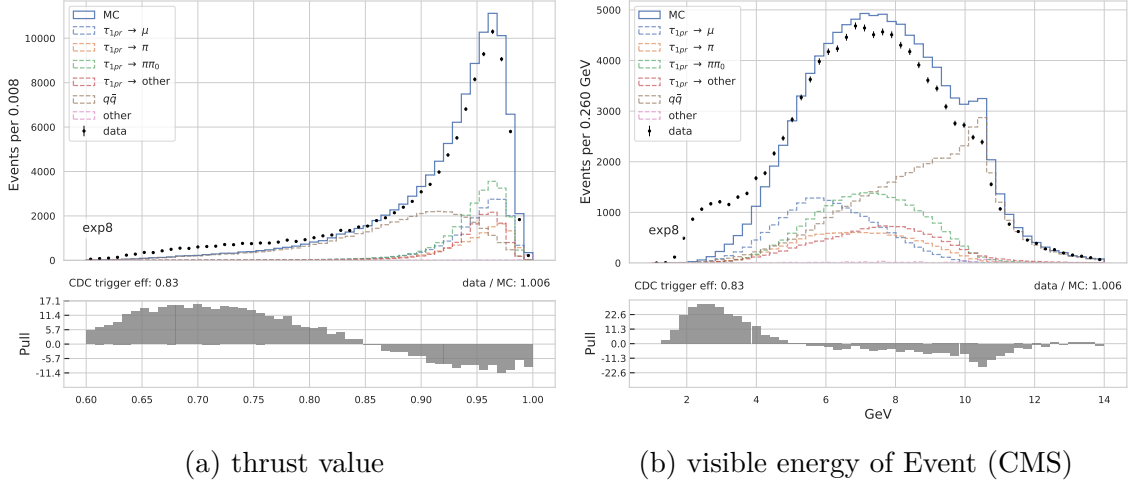 MC
τ1pr → μ
τ1pr → π
τ1pr → ππ0
τ1pr → other
qq̄
other
data
exp8
Events per 0.008
10000
8000
6000
4000
2000
0
CDC trigger eff: 0.83
data / MC: 1.006
Pull
17.1
11.4
5.7
0.0
-5.7
-11.4
0.60
0.65
0.70
0.75
0.80
0.85
0.90
0.95
1.00
(a) thrust value
MC
τ1pr → μ
τ1pr → π
τ1pr → ππ0
τ1pr → other
qq̄
other
data
exp8
Events per 0.260 GeV
5000
4000
3000
2000
1000
0
CDC trigger eff: 0.83
data / MC: 1.006
Pull
22.6
11.3
0.0
-11.3
-22.6
2
4
6
8
10
12
14
GeV
(b) visible energy of Event (CMS)